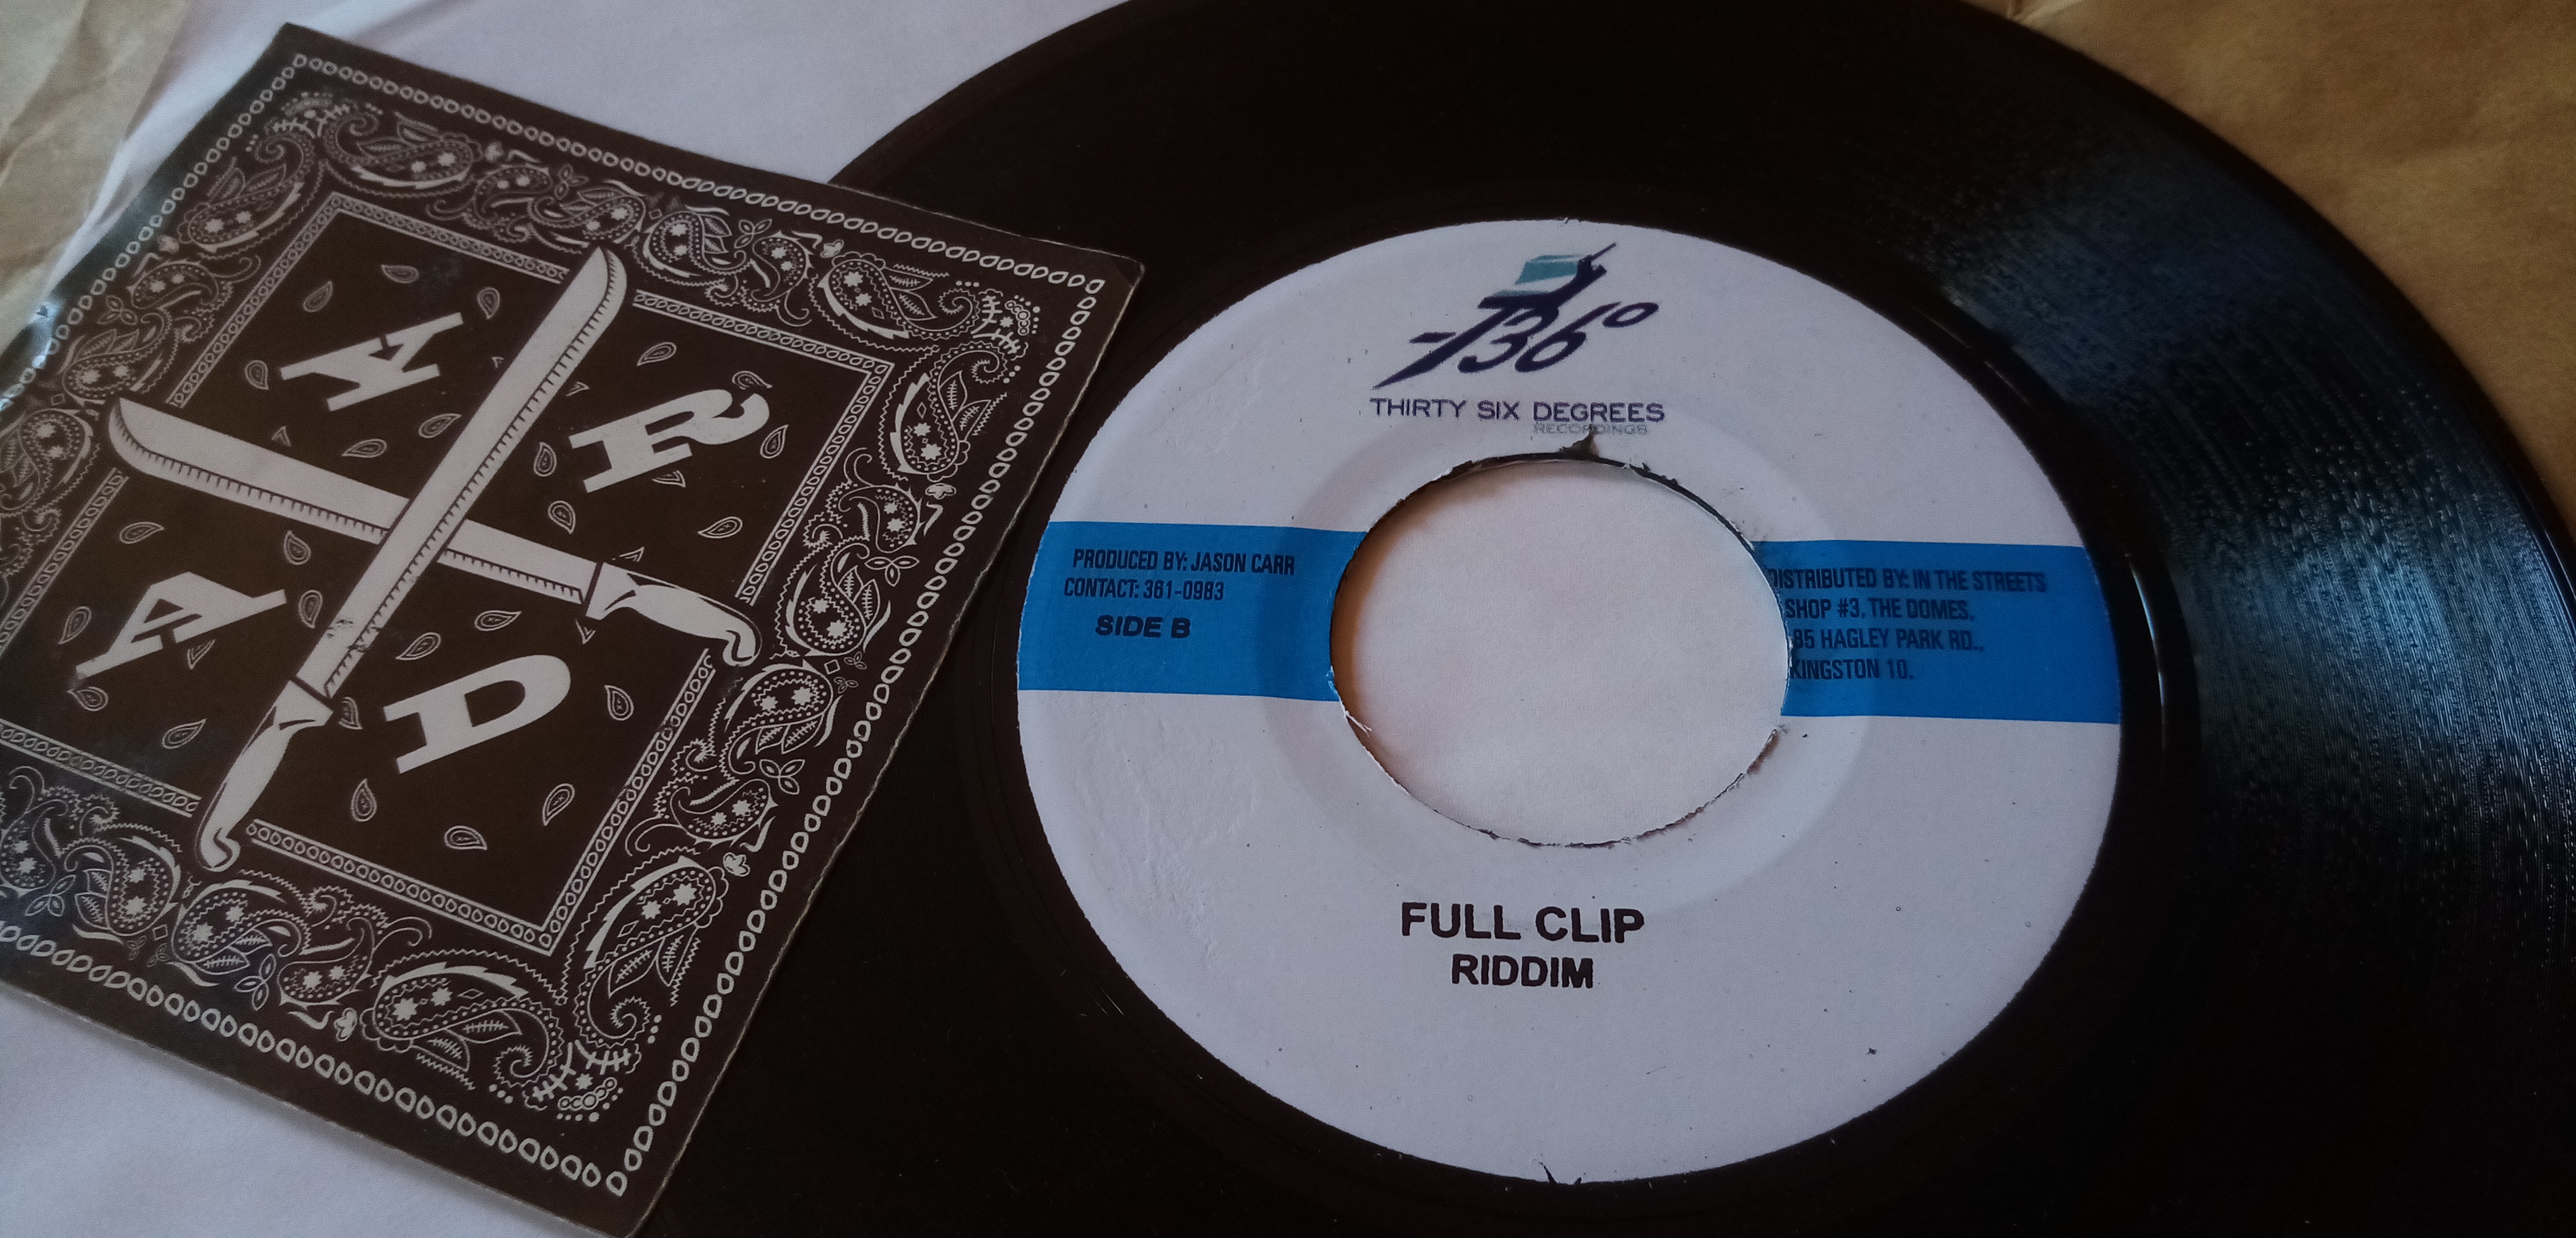 R
D
36°
THIRTY SIX DEGREES
RECORDINGS
PRODUCED BY: JASON CARR
CONTACT: 361-0983
SIDE B
DISTRIBUTED BY: IN THE STREETS
SHOP #3, THE DOMES,
85 HAGLEY PARK RD.,
KINGSTON 10.
FULL CLIP
RIDDIM